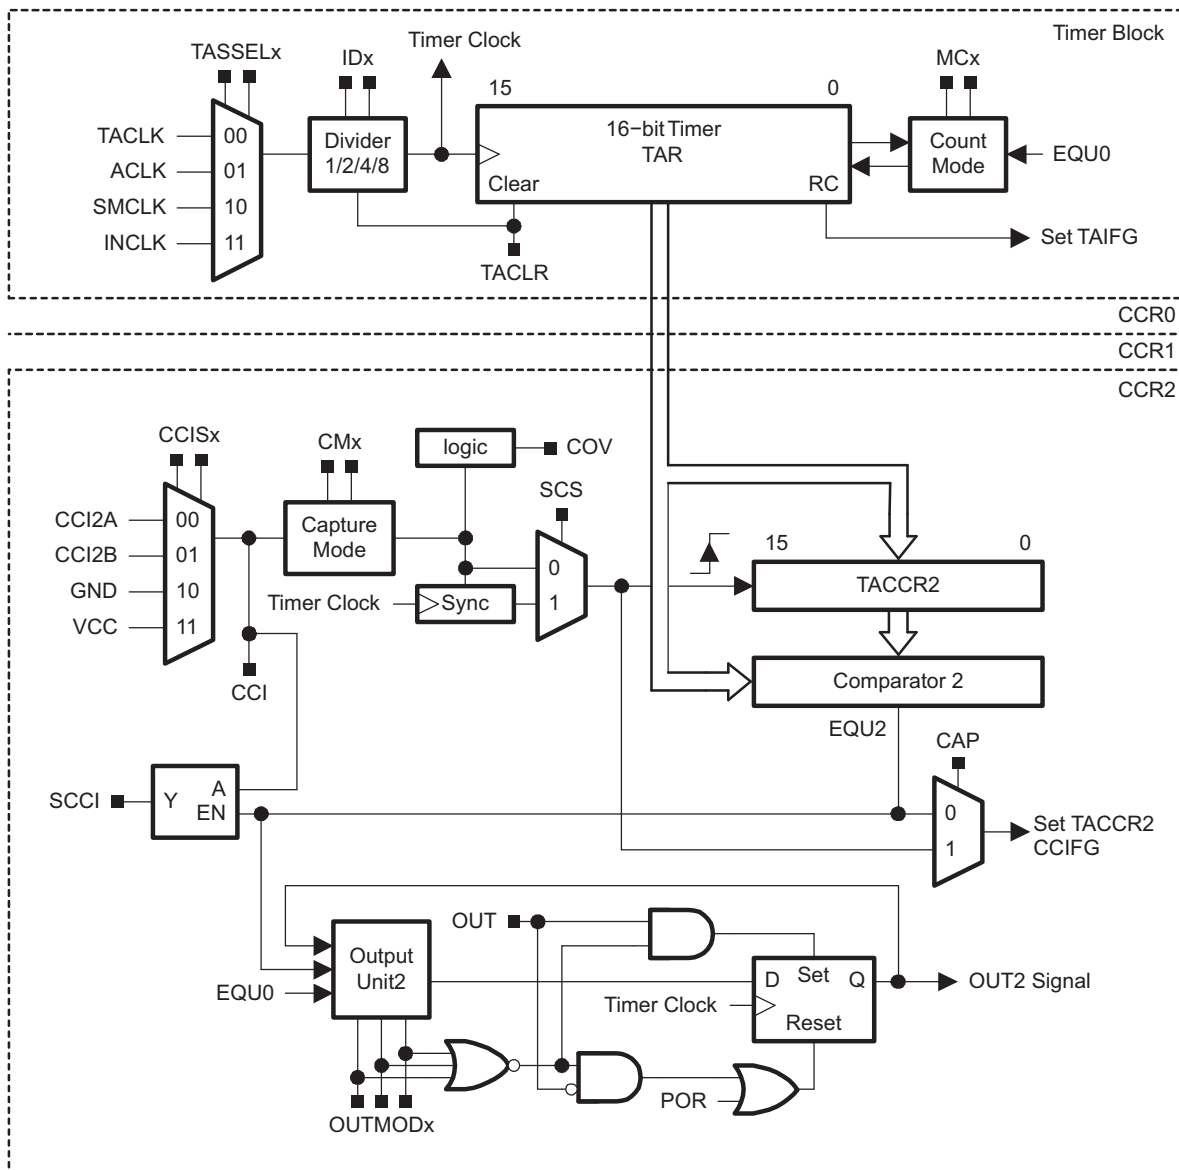 Timer Block
Timer Clock
TASSELx
IDx
15
0
MCx
TACLK
00
ACLK
01
SMCLK
10
INCLK
11
Divider
1/2/4/8
16−bit Timer
TAR
Clear
RC
Count
Mode
EQU0
Set TAIFG
TACLR
CCR0
CCR1
CCR2
CCISx
CMx
logic
COV
SCS
CCI2A
00
CCI2B
01
GND
10
VCC
11
Capture
Mode
0
1
Timer Clock
Sync
15
0
TACCR2
CCI
Comparator 2
EQU2
CAP
SCCI
Y
A
EN
0
1
Set TACCR2
CCIFG
OUT
Output
Unit2
EQU0
D
Set
Q
OUT2 Signal
Timer Clock
Reset
POR
OUTMODx